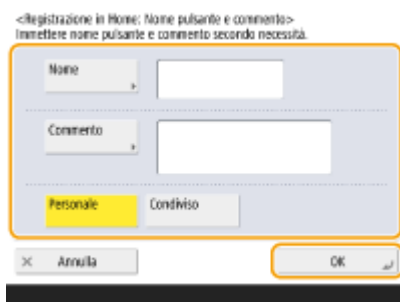 <Registrazione in Home: Nome pulsante e commento>
Immettere nome pulsante e commento secondo necessità.
Nome
Commento
Personale Condiviso
× Annulla OK